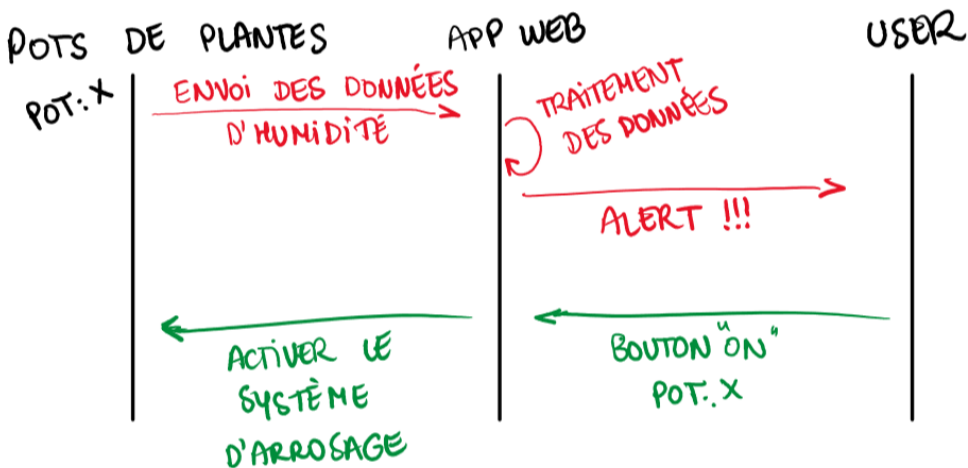 POTS DE PLANTES
APP WEB
USER
POT: X
ENVOI DES DONNÉES
D'HUMIDITÉ
TRAITEMENT
DES DONNÉES
ALERT !!!
BOUTON "ON"
POT: X
ACTIVER LE
SYSTÈME
D'ARROSAGE